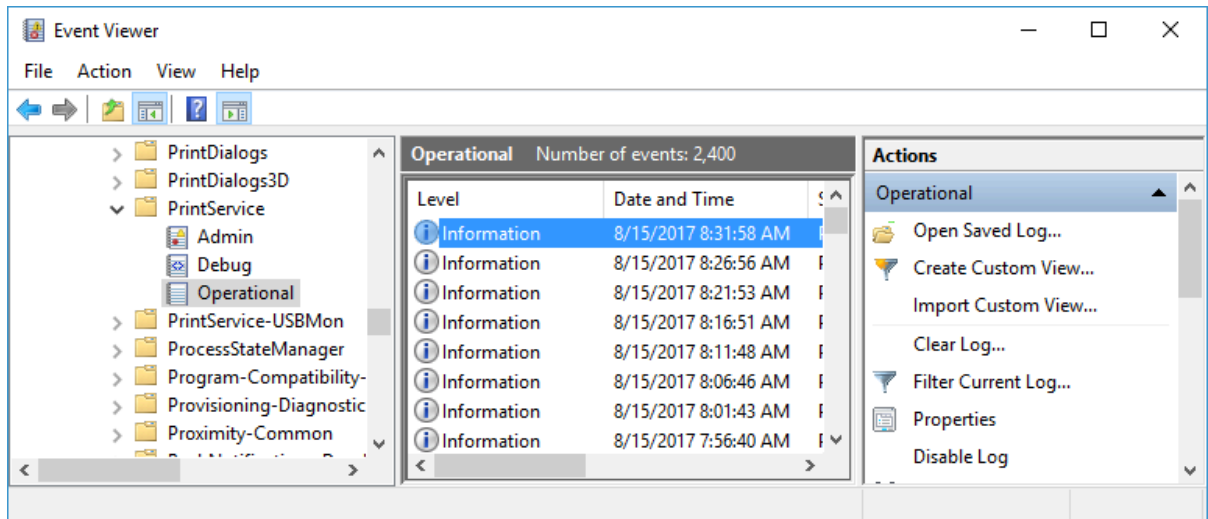 Event Viewer
File Action View Help
PrintDialogs
PrintDialogs3D
PrintService
Admin
Debug
Operational
PrintService-USBMon
ProcessStateManager
Program-Compatibility-
Provisioning-Diagnostic
Proximity-Common
Operational Number of events: 2,400
Level Date and Time
Information 8/15/2017 8:31:58 AM
Information 8/15/2017 8:26:56 AM
Information 8/15/2017 8:21:53 AM
Information 8/15/2017 8:16:51 AM
Information 8/15/2017 8:11:48 AM
Information 8/15/2017 8:06:46 AM
Information 8/15/2017 8:01:43 AM
Information 8/15/2017 7:56:40 AM
Actions
Operational
Open Saved Log...
Create Custom View...
Import Custom View...
Clear Log...
Filter Current Log...
Properties
Disable Log